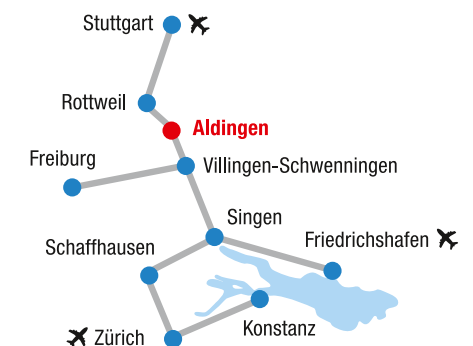 Stuttgart
Rottweil
Aldingen
Freiburg
Villingen-Schwenningen
Singen
Friedrichshafen
Schaffhausen
Konstanz
Zürich